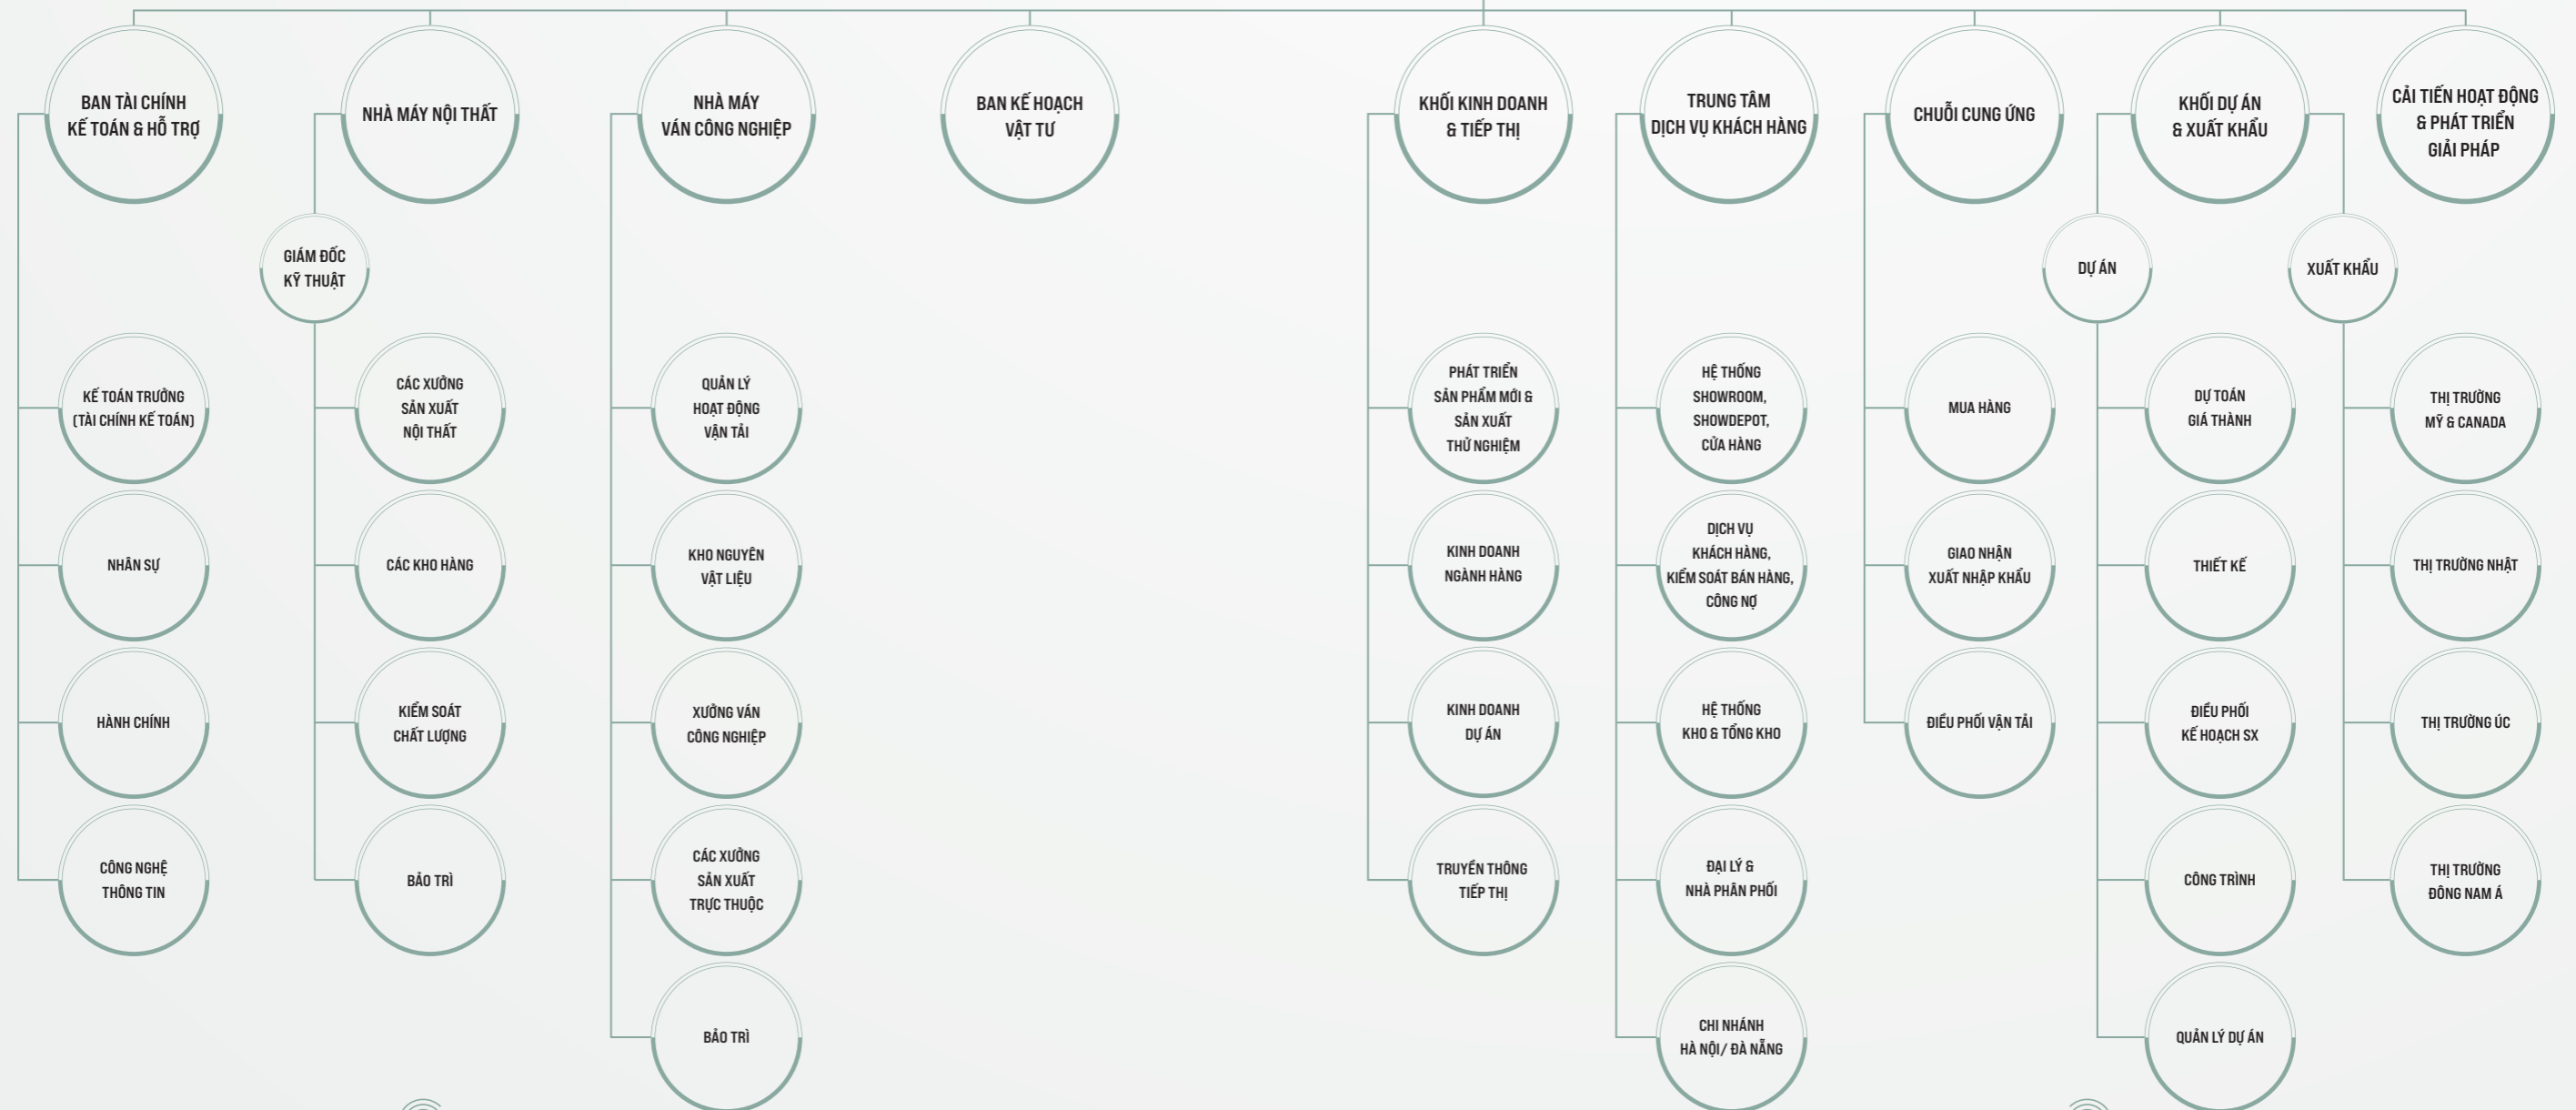 BAN TÀI CHÍNH
KẾ TOÁN & HỖ TRỢ
NHÀ MÁY NỘI THẤT
NHÀ MÁY
VÁN CÔNG NGHIỆP
BAN KẾ HOẠCH
VẬT TƯ
KHỐI KINH DOANH
& TIẾP THỊ
TRUNG TÂM
DỊCH VỤ KHÁCH HÀNG
CHUỖI CUNG ỨNG
KHỐI DỰ ÁN
& XUẤT KHẨU
CẢI TIẾN HOẠT ĐỘNG
& PHÁT TRIỂN
GIẢI PHÁP
GIÁM ĐỐC
KỸ THUẬT
DỰ ÁN
XUẤT KHẨU
KẾ TOÁN TRƯỞNG
(TÀI CHÍNH KẾ TOÁN)
CÁC XƯỞNG
SẢN XUẤT
NỘI THẤT
QUẢN LÝ
HOẠT ĐỘNG
VẬN TẢI
PHÁT TRIỂN
SẢN PHẨM MỚI &
SẢN XUẤT
THỬ NGHIỆM
HỆ THỐNG
SHOWROOM,
SHOWDEPOT,
CỬA HÀNG
MUA HÀNG
DỰ TOÁN
GIÁ THÀNH
THỊ TRƯỜNG
MỸ & CANADA
NHÂN SỰ
CÁC KHO HÀNG
KHO NGUYÊN
VẬT LIỆU
KINH DOANH
NGÀNH HÀNG
DỊCH VỤ
KHÁCH HÀNG,
KIỂM SOÁT BÁN HÀNG,
CÔNG NỢ
GIAO NHẬN
XUẤT NHẬP KHẨU
THIẾT KẾ
THỊ TRƯỜNG NHẬT
HÀNH CHÍNH
KIỂM SOÁT
CHẤT LƯỢNG
XƯỞNG VÁN
CÔNG NGHIỆP
KINH DOANH
DỰ ÁN
HỆ THỐNG
KHO & TỔNG KHO
ĐIỀU PHỐI VẬN TẢI
ĐIỀU PHỐI
KẾ HOẠCH SX
THỊ TRƯỜNG ÚC
CÔNG NGHỆ
THÔNG TIN
BẢO TRÌ
CÁC XƯỞNG
SẢN XUẤT
TRỰC THUỘC
TRUYỀN THÔNG
TIẾP THỊ
ĐẠI LÝ &
NHÀ PHÂN PHỐI
CÔNG TRÌNH
THỊ TRƯỜNG
ĐÔNG NAM Á
BẢO TRÌ
CHI NHÁNH
HÀ NỘI/ ĐÀ NẴNG
QUẢN LÝ DỰ ÁN